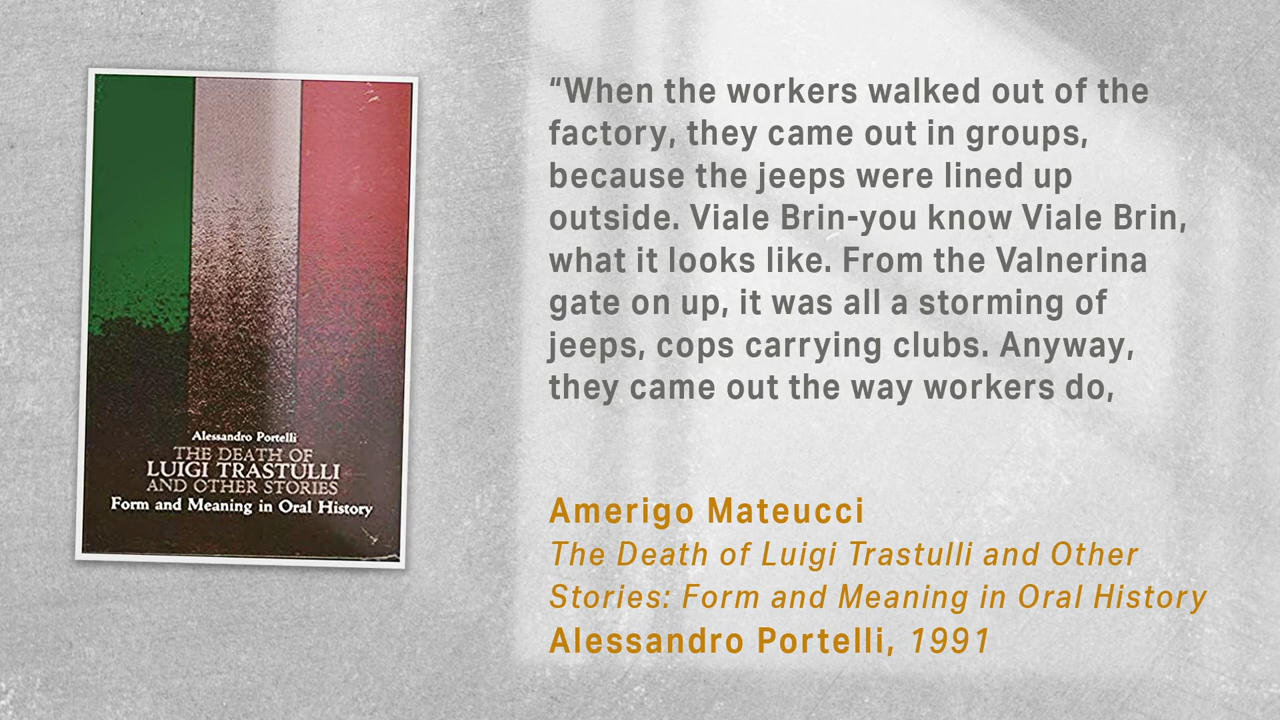 Alessandro Portelli
THE DEATH OF
LUIGI TRASTULLI
AND OTHER STORIES
Form and Meaning in Oral History
“When the workers walked out of the
factory, they came out in groups,
because the jeeps were lined up
outside. Viale Brin-you know Viale Brin,
what it looks like. From the Valnerina
gate on up, it was all a storming of
jeeps, cops carrying clubs. Anyway,
they came out the way workers do,
Amerigo Mateucci
The Death of Luigi Trastulli and Other
Stories: Form and Meaning in Oral History
Alessandro Portelli, 1991